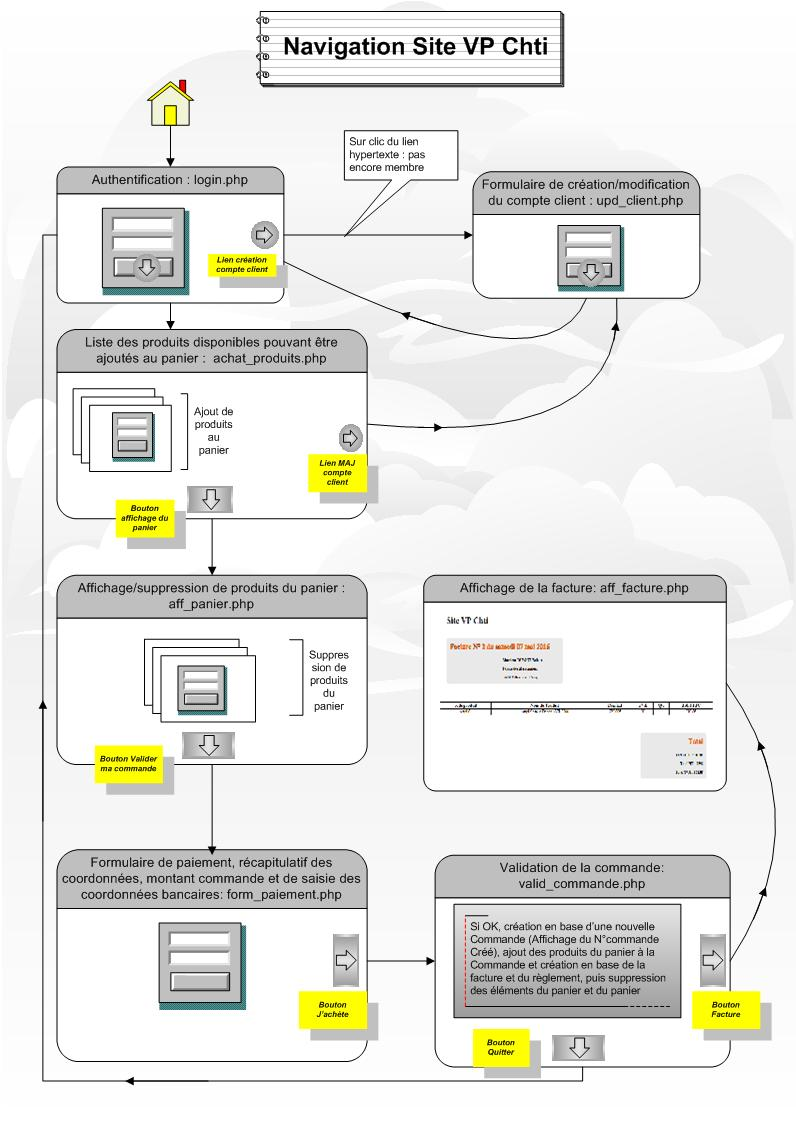 Navigation Site VP Chti
Sur clic du lien
hypertexte : pas
encore membre
Authentification : login.php
Lien création
compte client
Formulaire de création/modification
du compte client : upd_client.php
Liste des produits disponibles pouvant être
ajoutés au panier : achat_produits.php
Ajout de
produits
au
panier
Lien MAJ
compte
client
Bouton
affichage du
panier
Affichage/suppression de produits du panier :
aff_panier.php
Suppres
sion de
produits
du
panier
Bouton Valider
ma commande
Affichage de la facture: aff_facture.php
Site VP Chti
Facture N° 2 du samedi 07 mai 2016
Total
Formulaire de paiement, récapitulatif des
coordonnées, montant commande et de saisie des
coordonnées bancaires: form_paiement.php
Bouton
J'achète
Validation de la commande:
valid_commande.php
Si OK, création en base d'une nouvelle
Commande (Affichage du N°commande
Créé), ajout des produits du panier à la
Commande et création en base de la
facture et du règlement, puis suppression
des éléments du panier et du panier
Bouton
Facture
Bouton
Quitter